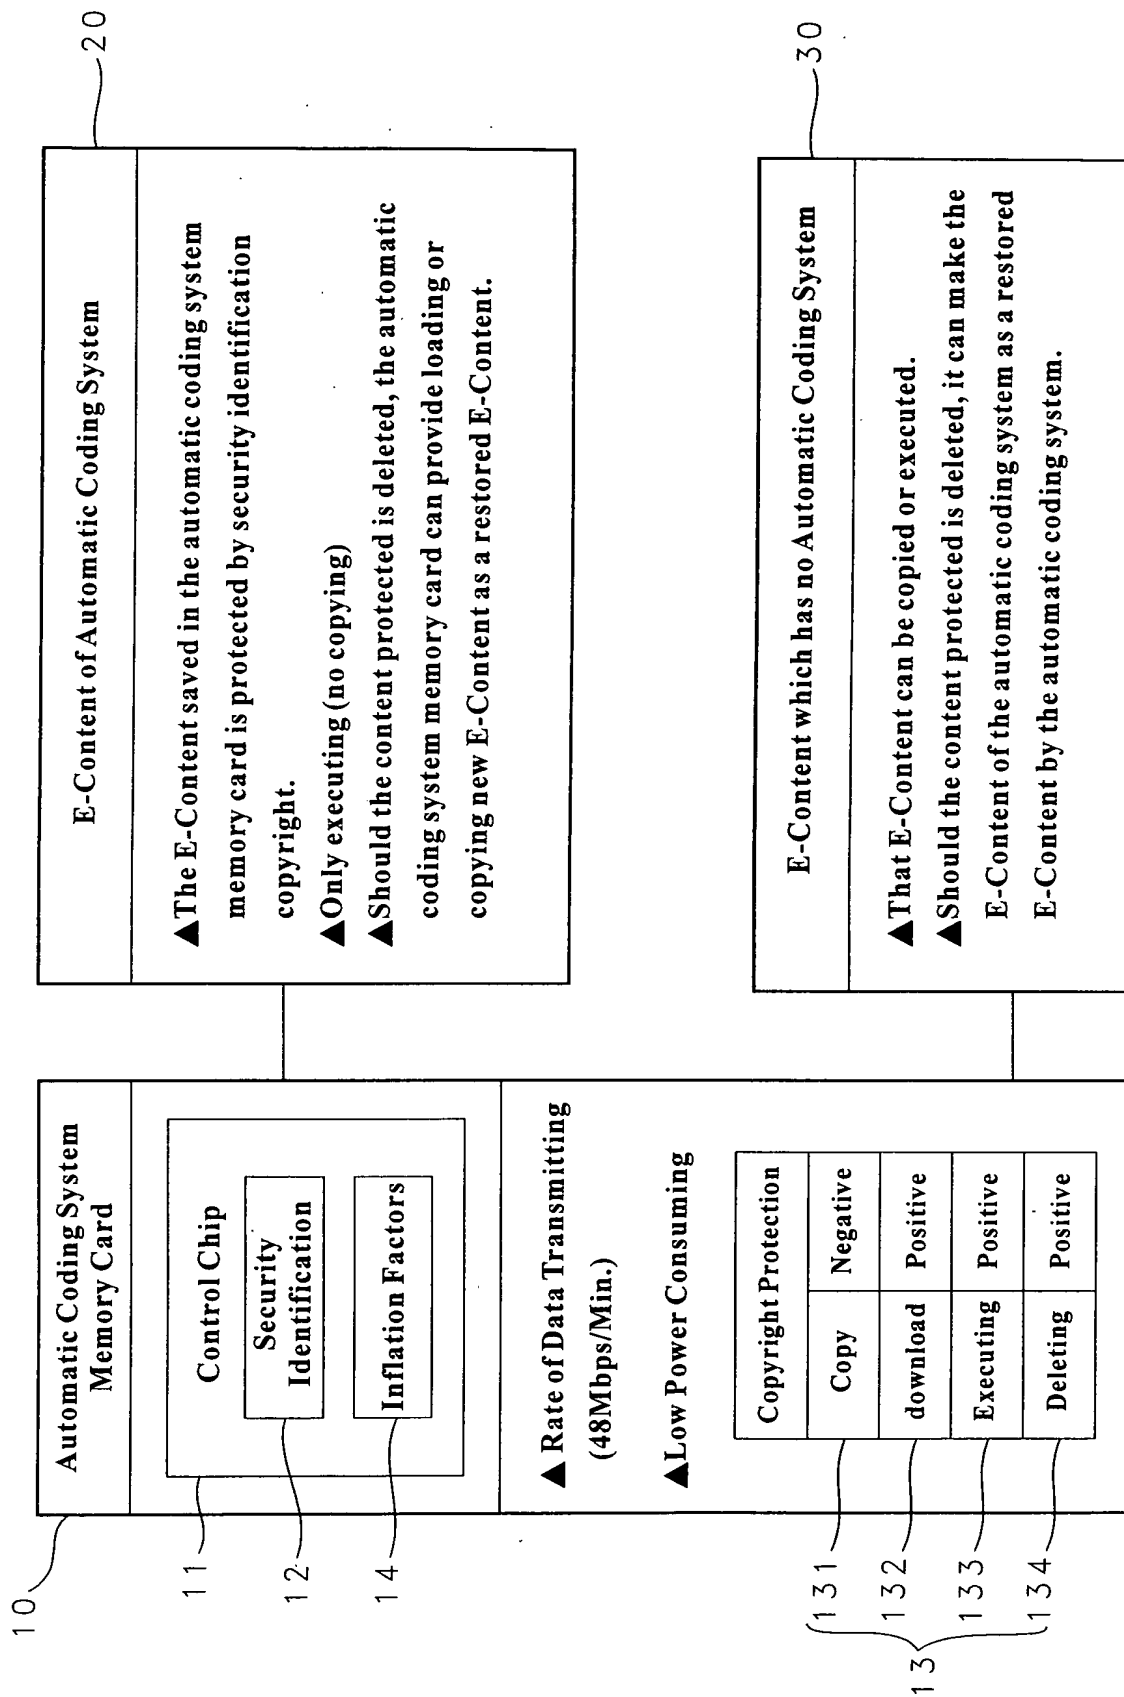 10
Automatic Coding System
Memory Card
11
Control Chip
12
Security
Identification
14
Inflation Factors
▲ Rate of Data Transmitting
(48Mbps/Min.)
▲Low Power Consuming
Copyright Protection
13
131
Copy Negative
132
download Positive
133
Executing Positive
134
Deleting Positive
20
E-Content of Automatic Coding System
▲The E-Content saved in the automatic coding system
memory card is protected by security identification
copyright.
▲Only executing (no copying)
▲Should the content protected is deleted, the automatic
coding system memory card can provide loading or
copying new E-Content as a restored E-Content.
30
E-Content which has no Automatic Coding System
▲That E-Content can be copied or executed.
▲Should the content protected is deleted, it can make the
E-Content of the automatic coding system as a restored
E-Content by the automatic coding system.